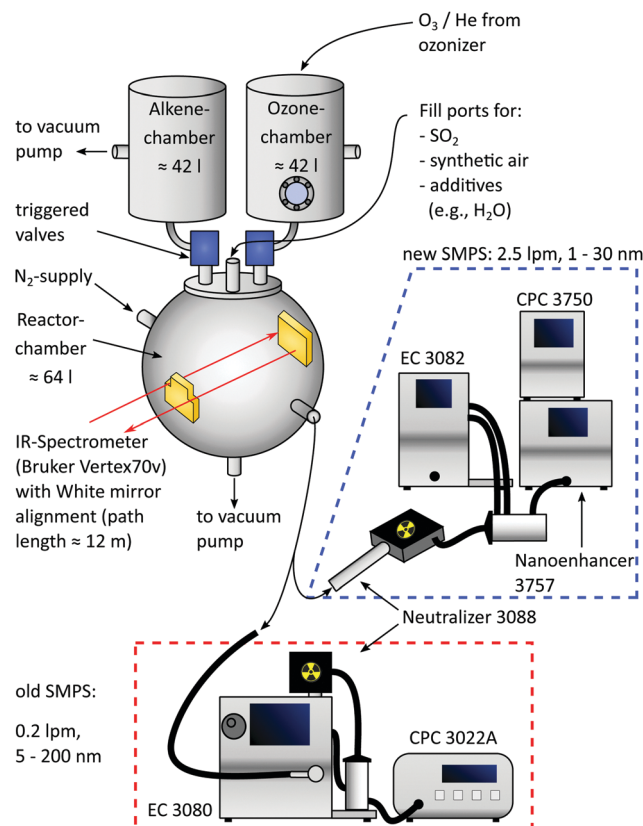 O₃ / He from
ozonizer
Alkene-
chamber
≈ 42 l
Ozone-
chamber
≈ 42 l
to vacuum
pump
Fill ports for:
- SO₂
- synthetic air
- additives
(e.g., H₂O)
triggered
valves
N₂-supply
Reactor-
chamber
≈ 64 l
new SMPS: 2.5 lpm, 1 - 30 nm
CPC 3750
EC 3082
IR-Spectrometer
(Bruker Vertex70v)
with White mirror
alignment (path
length ≈ 12 m)
to vacuum
pump
Nanoenhancer
3757
Neutralizer 3088
old SMPS:
0.2 lpm,
5 - 200 nm
CPC 3022A
EC 3080